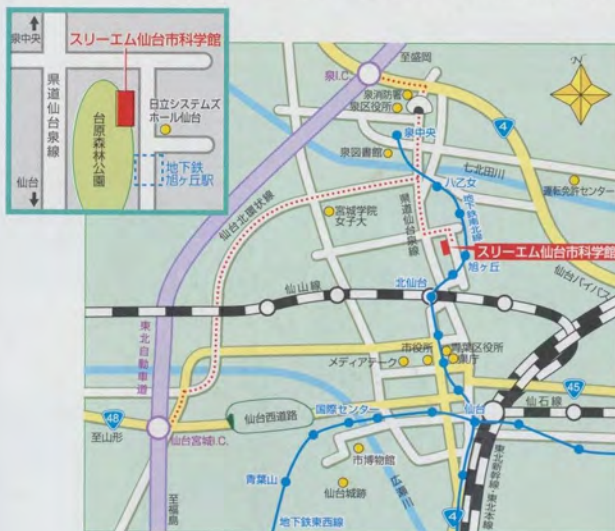 泉中央
スリーエム仙台市科学館
県道仙台泉線
台原森林公園
日立システムズ
ホール仙台
地下鉄
旭ヶ丘駅
仙台
至盛岡
泉I.C.
泉消防署
泉区役所
4
N
泉中央
泉図書館
七北田川
八乙女
運転免許センター
仙台北環状線
宮城学院
女子大
県道仙台泉線
地下鉄南北線
スリーエム仙台市科学館
旭ヶ丘
仙台バイパス
北仙台
仙山線
東北自動車道
市役所
青葉区役所
県庁
メディアテーク
45
仙石線
国際センター
仙台
48
仙台西道路
至山形
仙台宮城I.C.
市博物館
青葉山
仙台城跡
広瀬川
東北新幹線・東北本線
至福島
4
地下鉄東西線